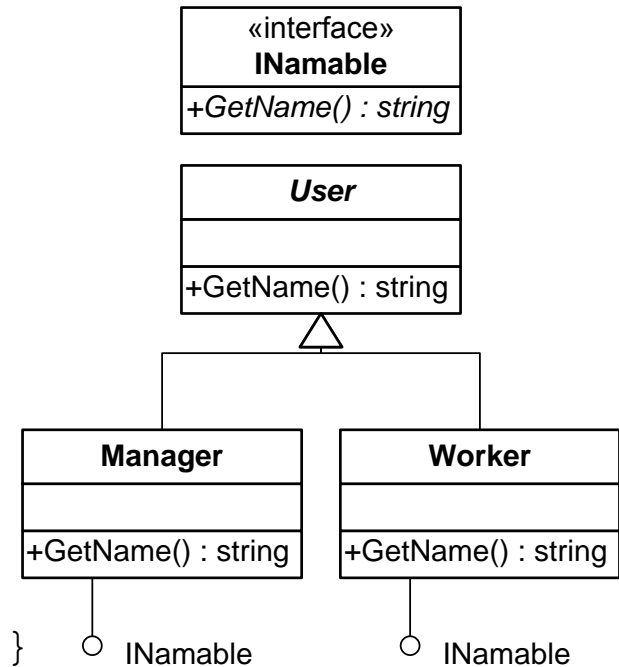 «interface»
INamable
+GetName() : string
User
+GetName() : string
Manager
Worker
+GetName() : string
+GetName() : string
}
INamable
INamable